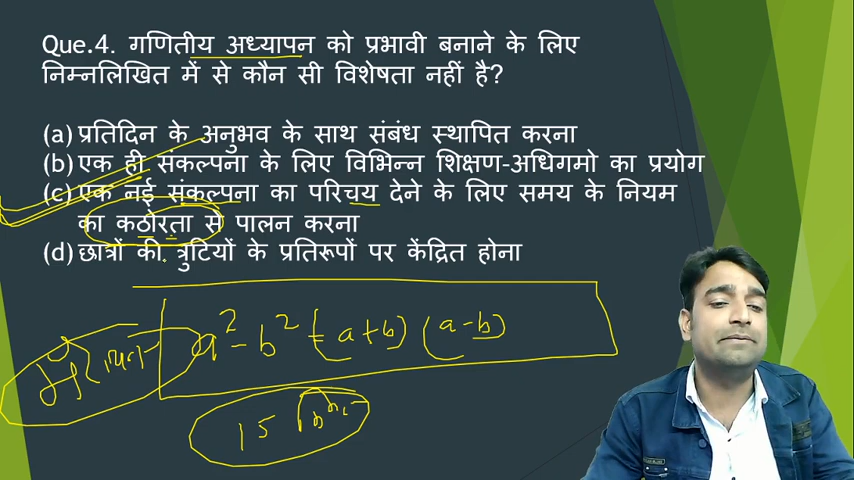 Que.4. गणितीय अध्यापन को प्रभावी बनाने के लिए
निम्नलिखित में से कौन सी विशेषता नहीं है?
(a) प्रतिदिन के अनुभव के साथ संबंध स्थापित करना
(b) एक ही संकल्पना के लिए विभिन्न शिक्षण-अधिगमो का प्रयोग
(c) एक नई संकल्पना का परिचय देने के लिए समय के नियम
का कठोरता से पालन करना
(d) छात्रों की त्रुटियों के प्रतिरूपों पर केंद्रित होना
a² - b² = (a+b) (a-b)
15